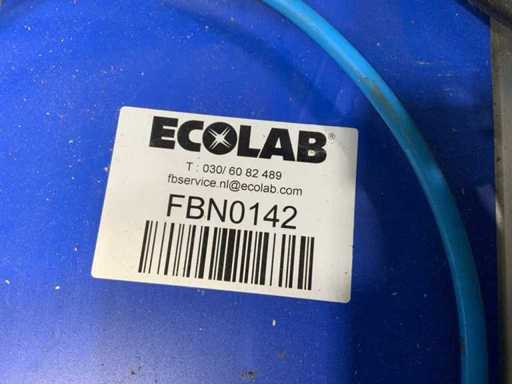 ECOLAB®
T : 030/ 60 82 489
fbservice.nl@ecolab.com
FBN0142